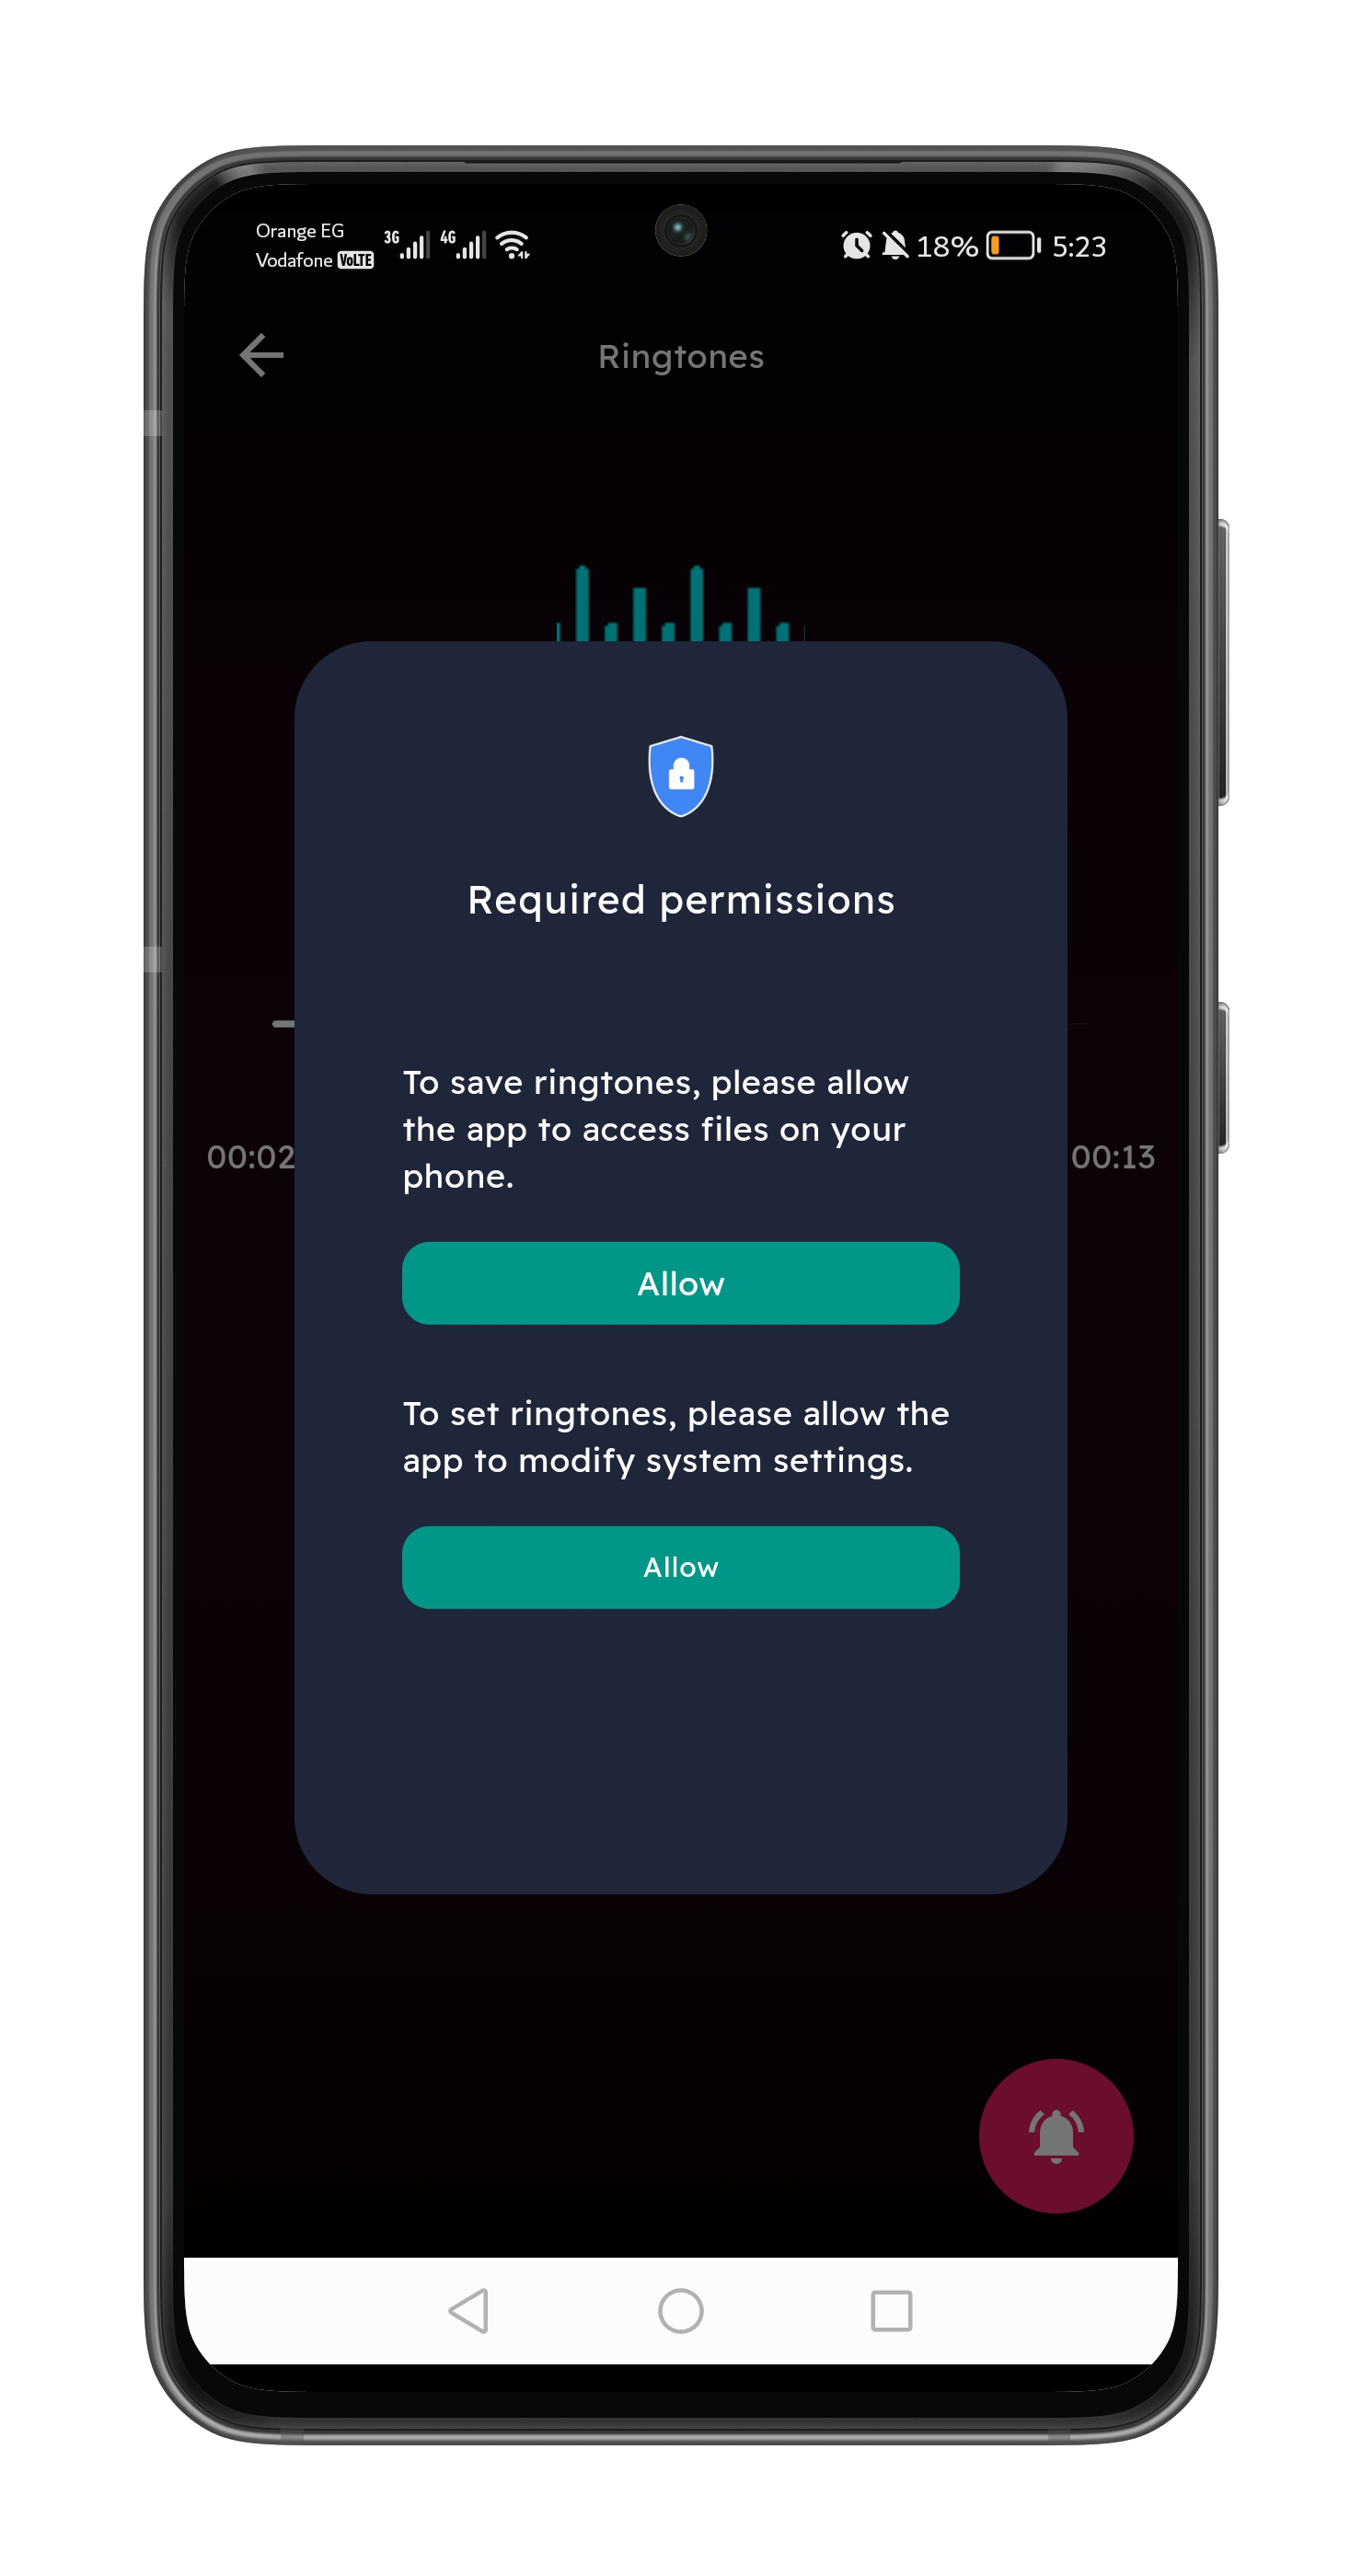 Orange EG
Vodafone VoLTE
3G 4G
18% 5:23
Ringtones
Required permissions
To save ringtones, please allow
the app to access files on your
phone.
00:02
00:13
Allow
To set ringtones, please allow the
app to modify system settings.
Allow